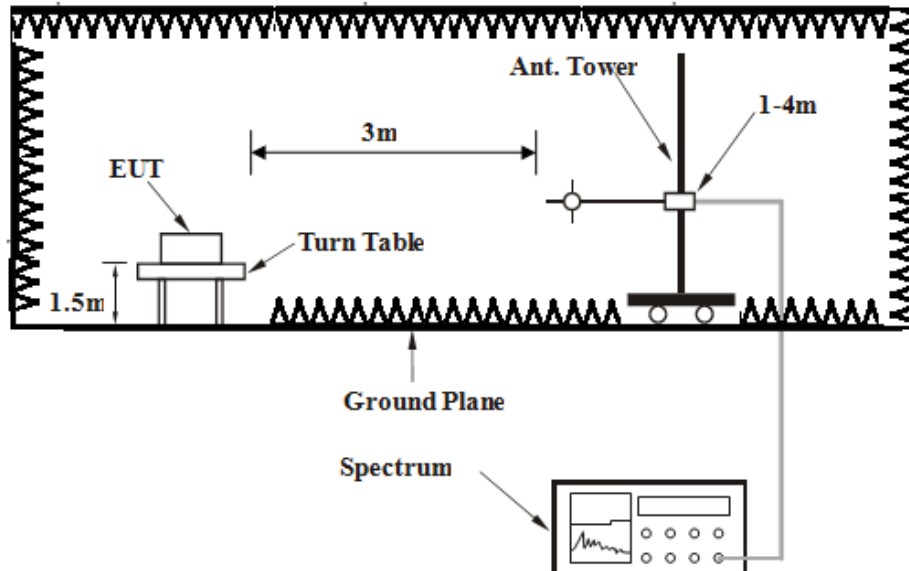 Ant. Tower
1-4m
3m
EUT
Turn Table
1.5m
Ground Plane
Spectrum